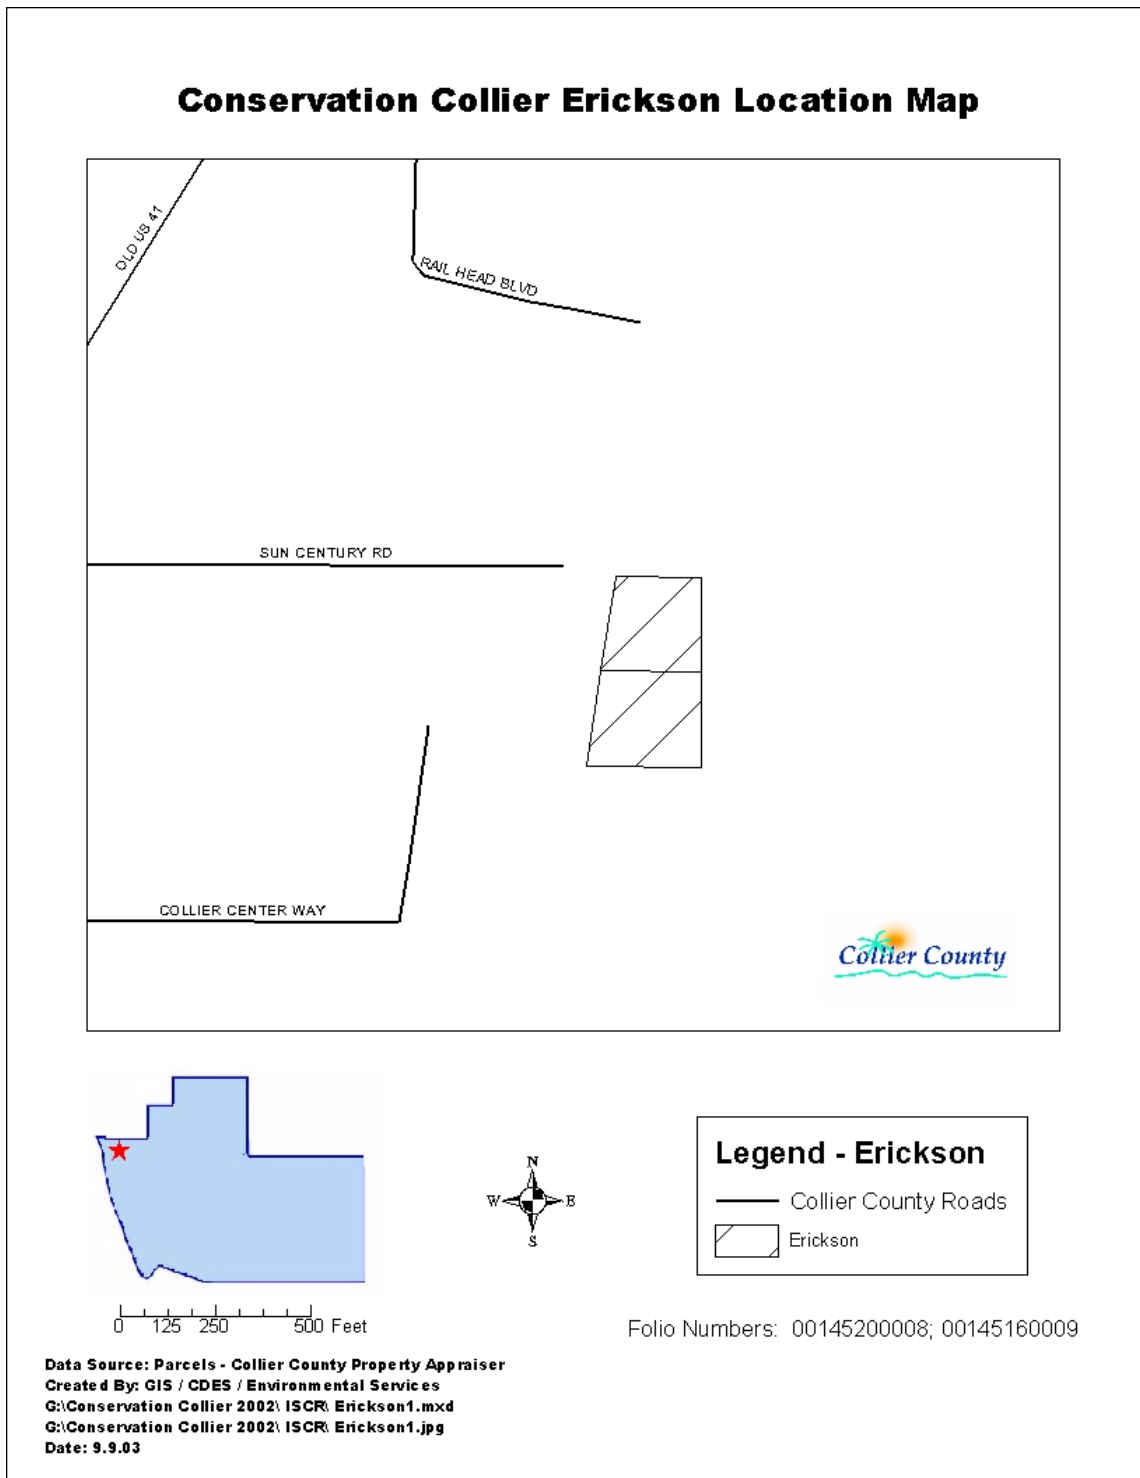 Conservation Collier Erickson Location Map
OLD US 41
RAIL HEAD BLVD
SUN CENTURY RD
COLLIER CENTER WAY
Collier County
N
W E
S
Legend - Erickson
Collier County Roads
Erickson
0 125 250 500 Feet
Folio Numbers: 00145200008; 00145160009
Data Source: Parcels - Collier County Property Appraiser
Created By: GIS / CDES / Environmental Services
G:\Conservation Collier 2002\ ISCR\ Erickson1.mxd
G:\Conservation Collier 2002\ ISCR\ Erickson1.jpg
Date: 9.9.03